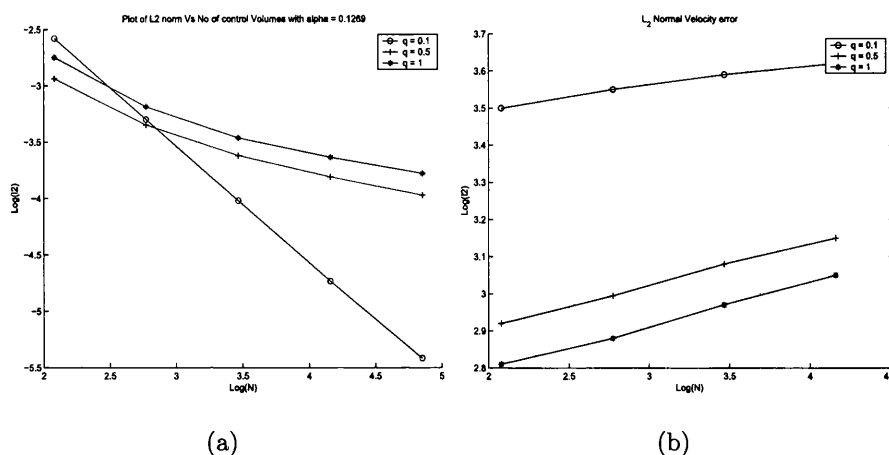 Plot of L2 norm Vs No of control Volumes with alpha = 0.1269
q = 0.1
q = 0.5
q = 1
-2.5
-3
-3.5
-4
-4.5
-5
-5.5
Log(l2)
2
2.5
3
3.5
4
4.5
5
Log(N)
(a)
L2 Normal Velocity error
q = 0.1
q = 0.5
q = 1
3.7
3.6
3.5
3.4
3.3
3.2
3.1
3
2.9
2.8
Log(l2)
2
2.5
3
3.5
4
Log(N)
(b)